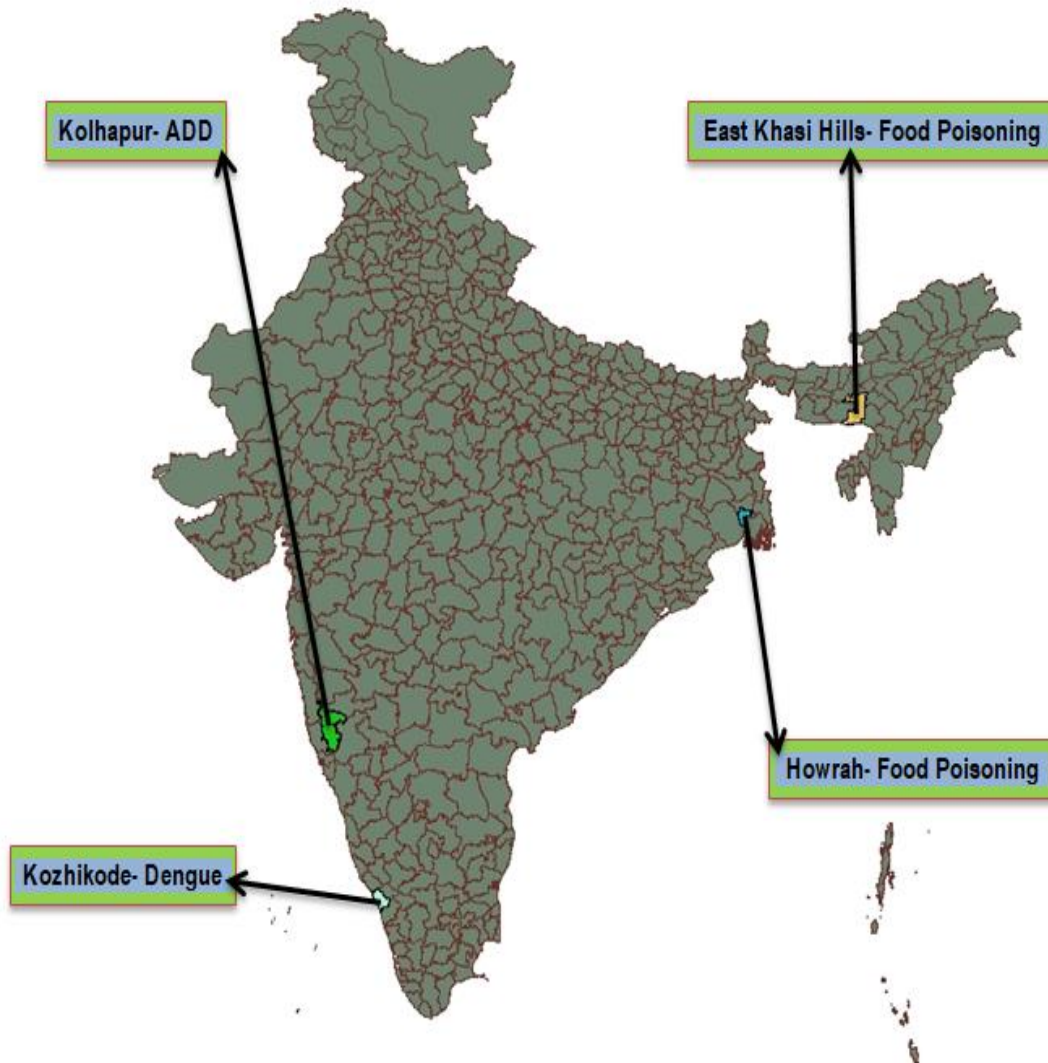 Kolhapur- ADD
East Khasi Hills- Food Poisoning
Howrah- Food Poisoning
Kozhikode- Dengue